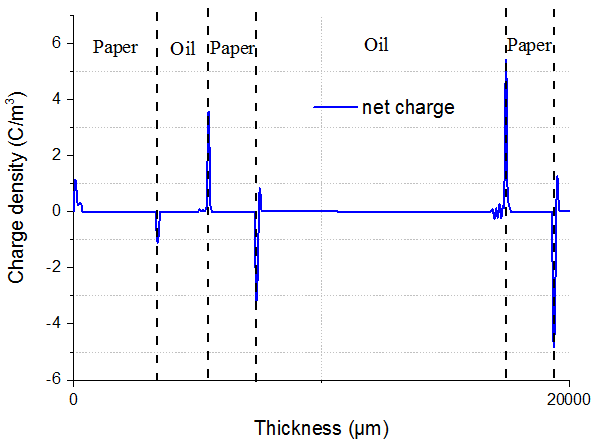 Paper Oil Paper Oil Paper
net charge
Charge density (C/m³)
6
4
2
0
-2
-4
-6
0 20000
Thickness (μm)